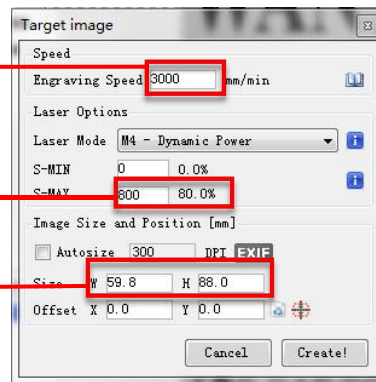 Target image
Speed
Engraving Speed 3000 mm/min
Laser Options
Laser Mode M4 - Dynamic Power
S-MIN 0 0.0%
S-MAX 800 80.0%
Image Size and Position [mm]
Autosize 300 DPI EXIF
Size W 59.8 H 88.0
Offset X 0.0 Y 0.0
Cancel Create!